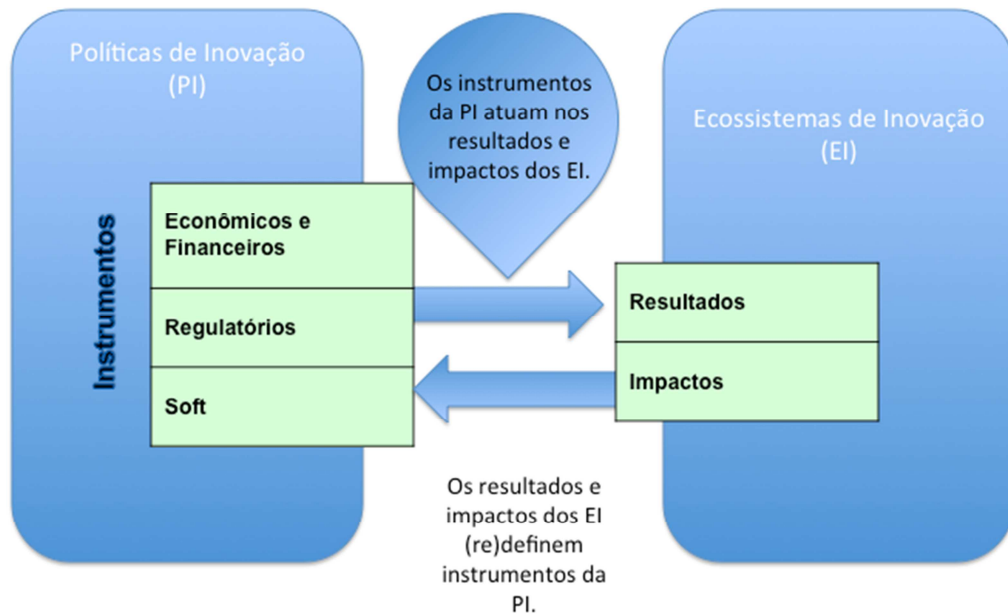 Políticas de Inovação
(PI)
Instrumentos
Econômicos e
Financeiros
Regulatórios
Soft
Os instrumentos
da PI atuam nos
resultados e
impactos dos EI.
Os resultados e
impactos dos EI
(re)definem
instrumentos da
PI.
Ecossistemas de Inovação
(EI)
Resultados
Impactos